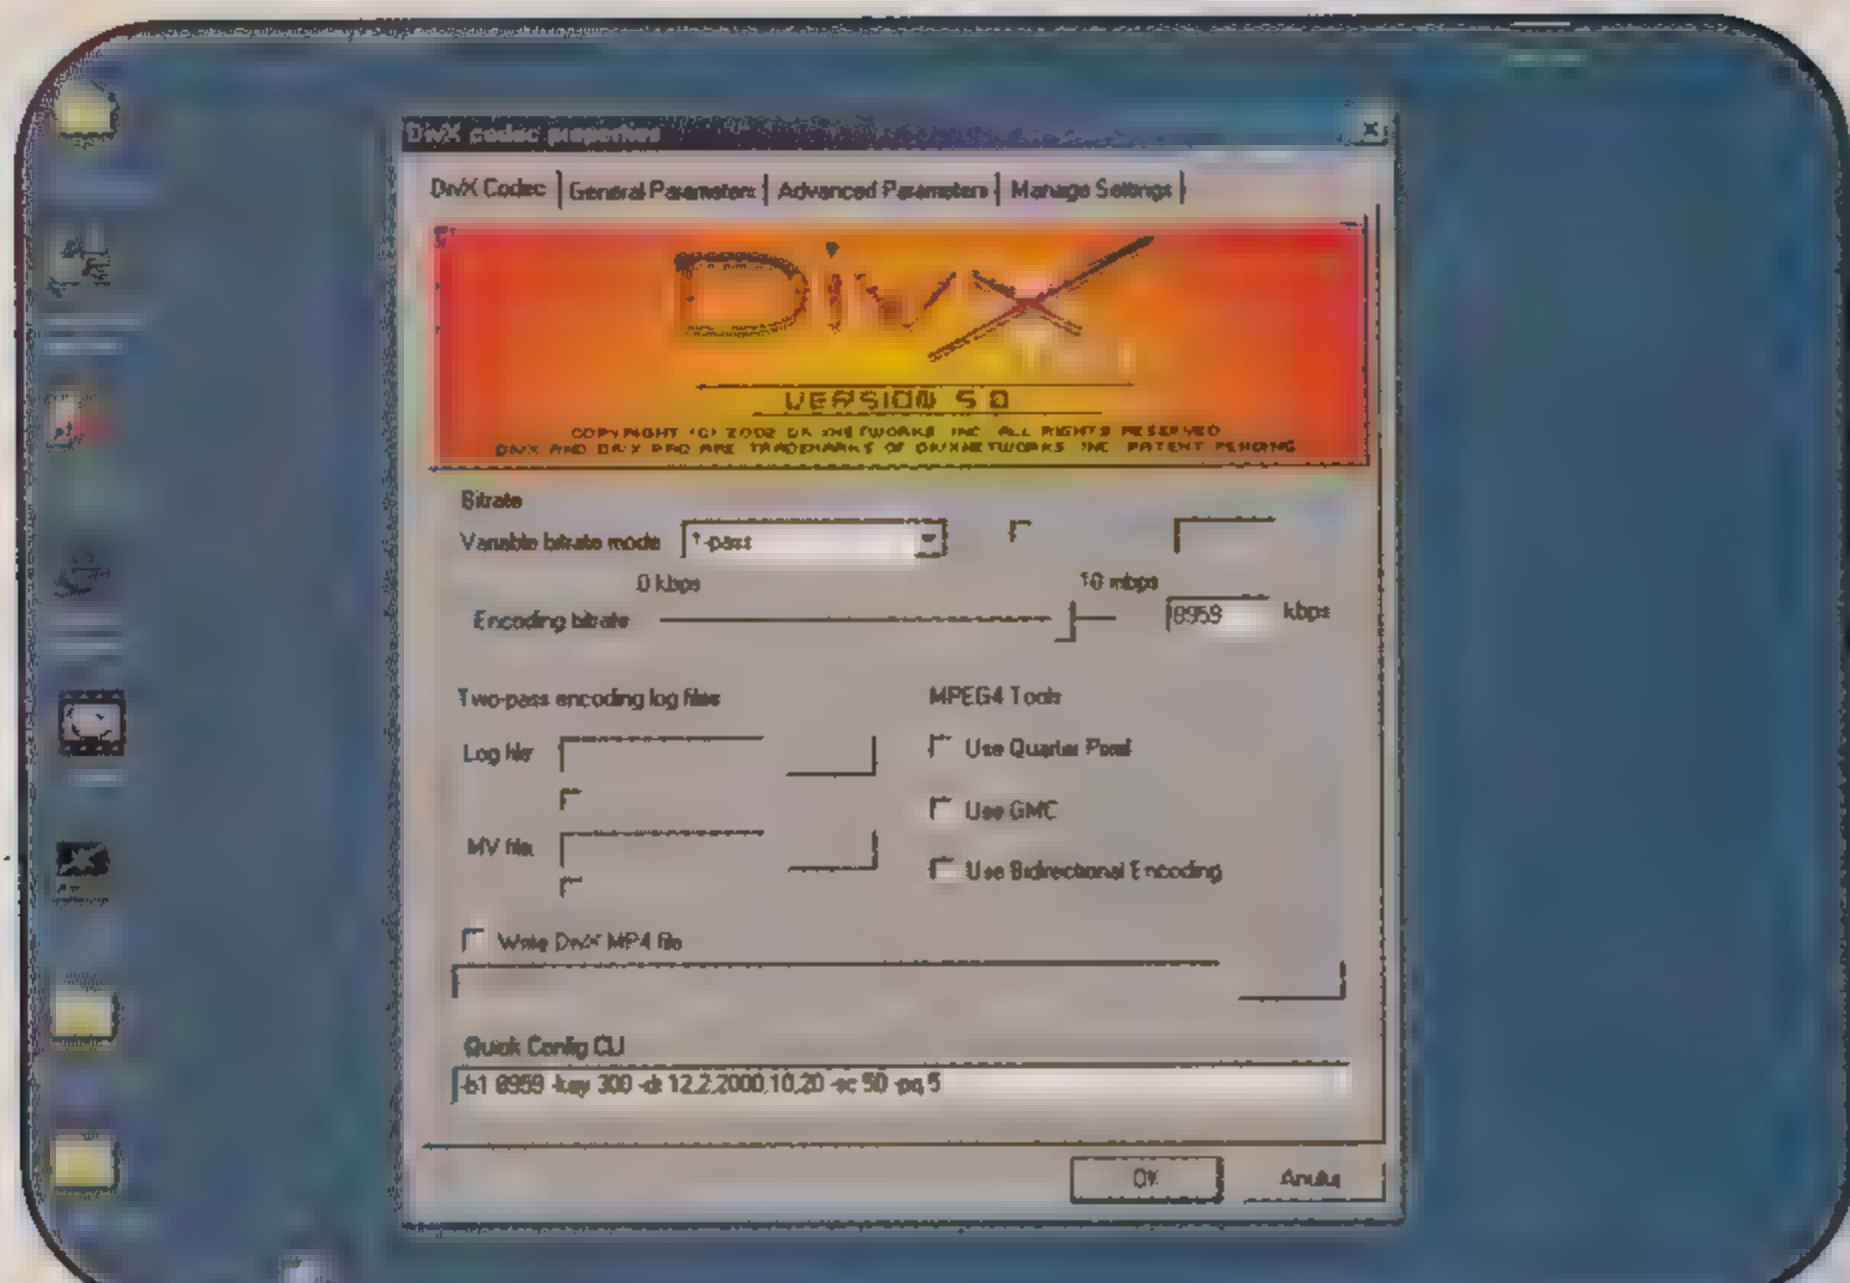 DivX codec properties
DivX Codec General Parameters Advanced Parameters Manage Settings
DivX
VERSION 5 0
COPYRIGHT (C) 2002 DIVXNETWORKS INC ALL RIGHTS RESERVED
DIVX AND DIVX PRO ARE TRADEMARKS OF DIVXNETWORKS INC PATENT PENDING
Bitrate
Variable bitrate mode 1-pass
0 kbps 10 mbps
Encoding bitrate 8959 kbps
Two-pass encoding log files MPEG4 Tools
Log file Use Quarter Pixel
Use GMC
MV file
Use Bidirectional Encoding
Write DivX MP4 file
Quick Config CLI
-b1 8959 -key 300 -dr 12,2,2000,10,20 -sc 50 -pq 5
OK Anuluj